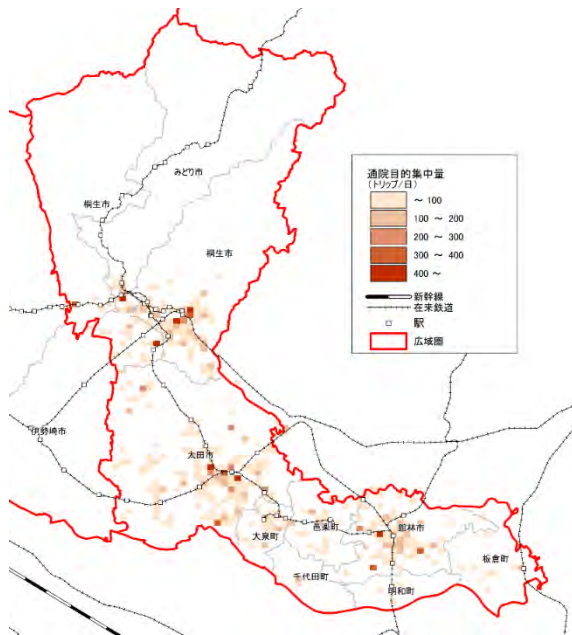 みどり市
桐生市
桐生市
伊勢崎市
太田市
大泉町
邑楽町
館林市
板倉町
千代田町
明和町
通院目的集中量
(トリップ/日)
～ 100
100 ～ 200
200 ～ 300
300 ～ 400
400 ～
新幹線
在来鉄道
駅
広域圏